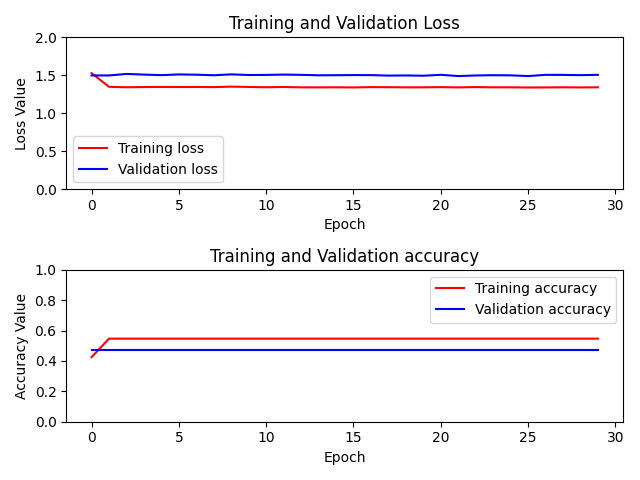 Training and Validation Loss
2.0
1.5
1.0
0.5
0.0
Loss Value
Training loss
Validation loss
0 5 10 15 20 25 30
Epoch
Training and Validation accuracy
1.0
0.8
0.6
0.4
0.2
0.0
Accuracy Value
Training accuracy
Validation accuracy
0 5 10 15 20 25 30
Epoch